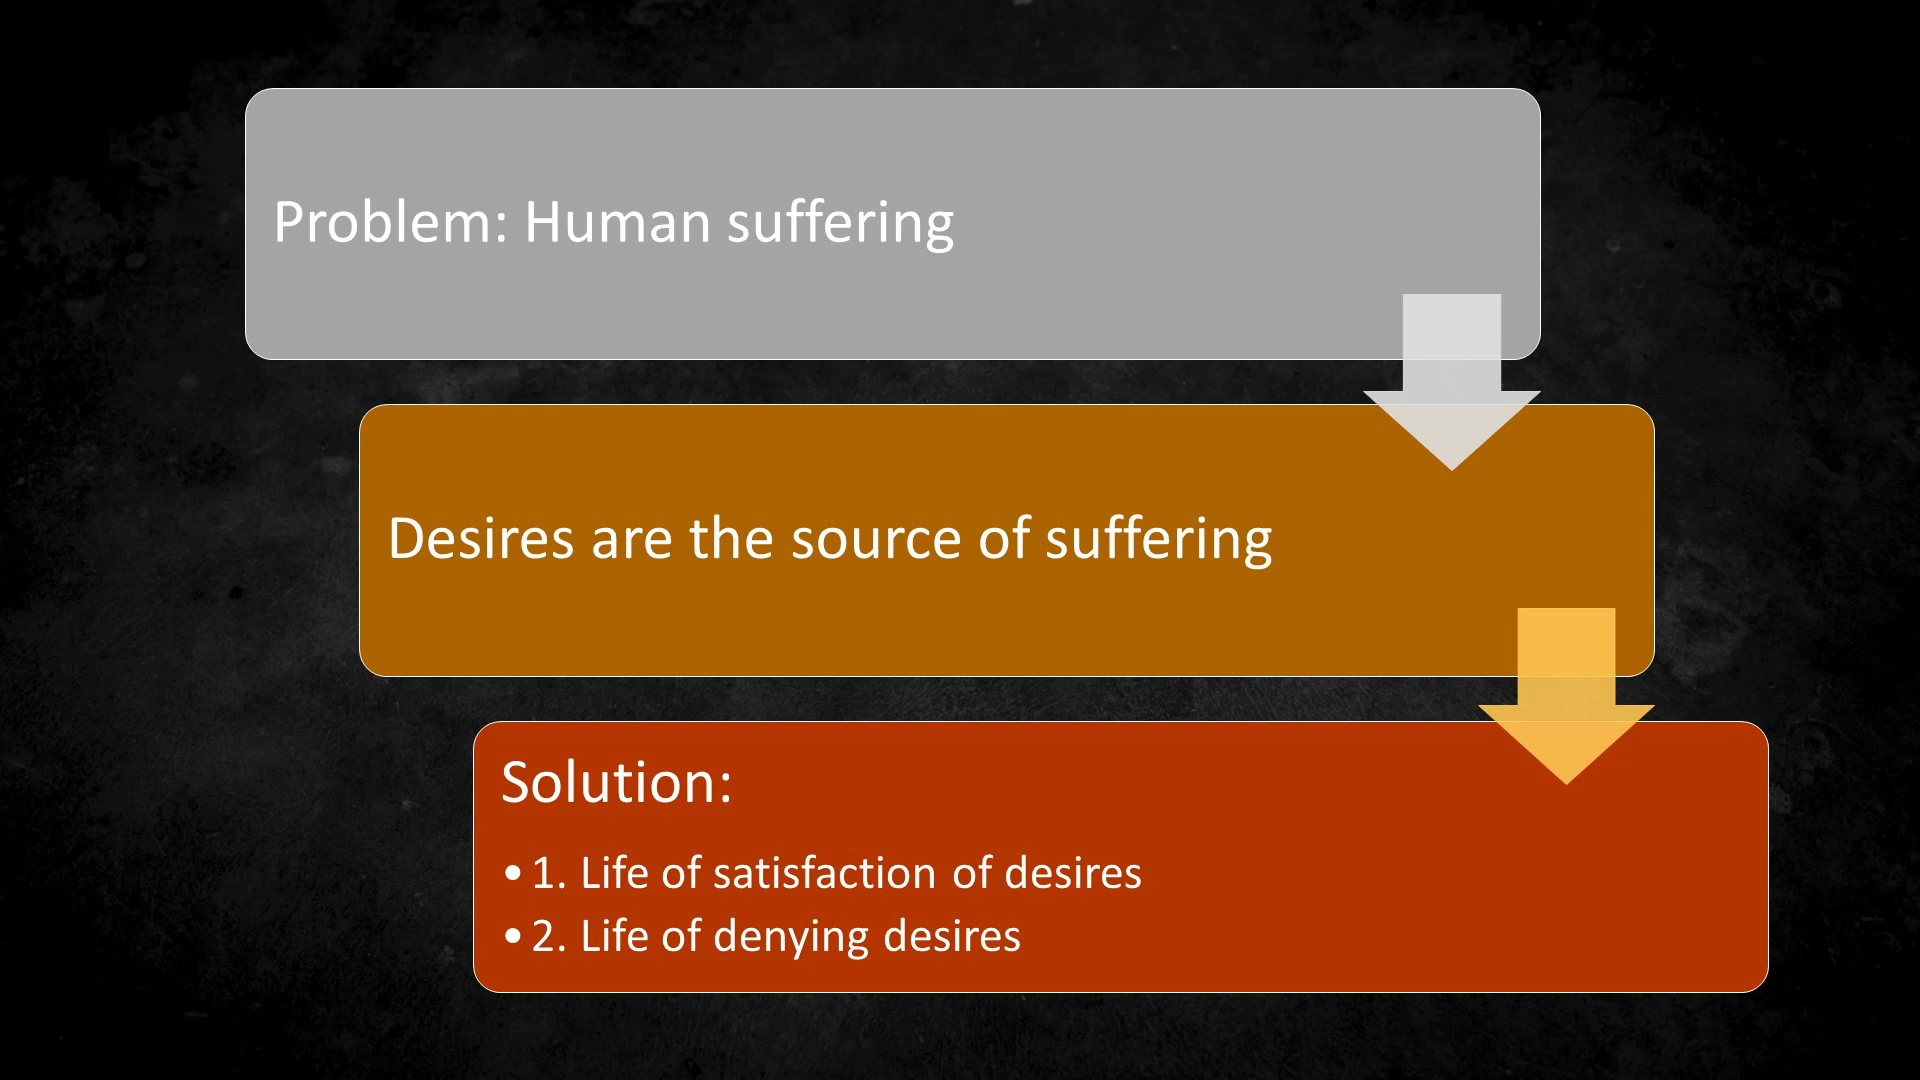 Problem: Human suffering
Desires are the source of suffering
Solution:
• 1. Life of satisfaction of desires
• 2. Life of denying desires